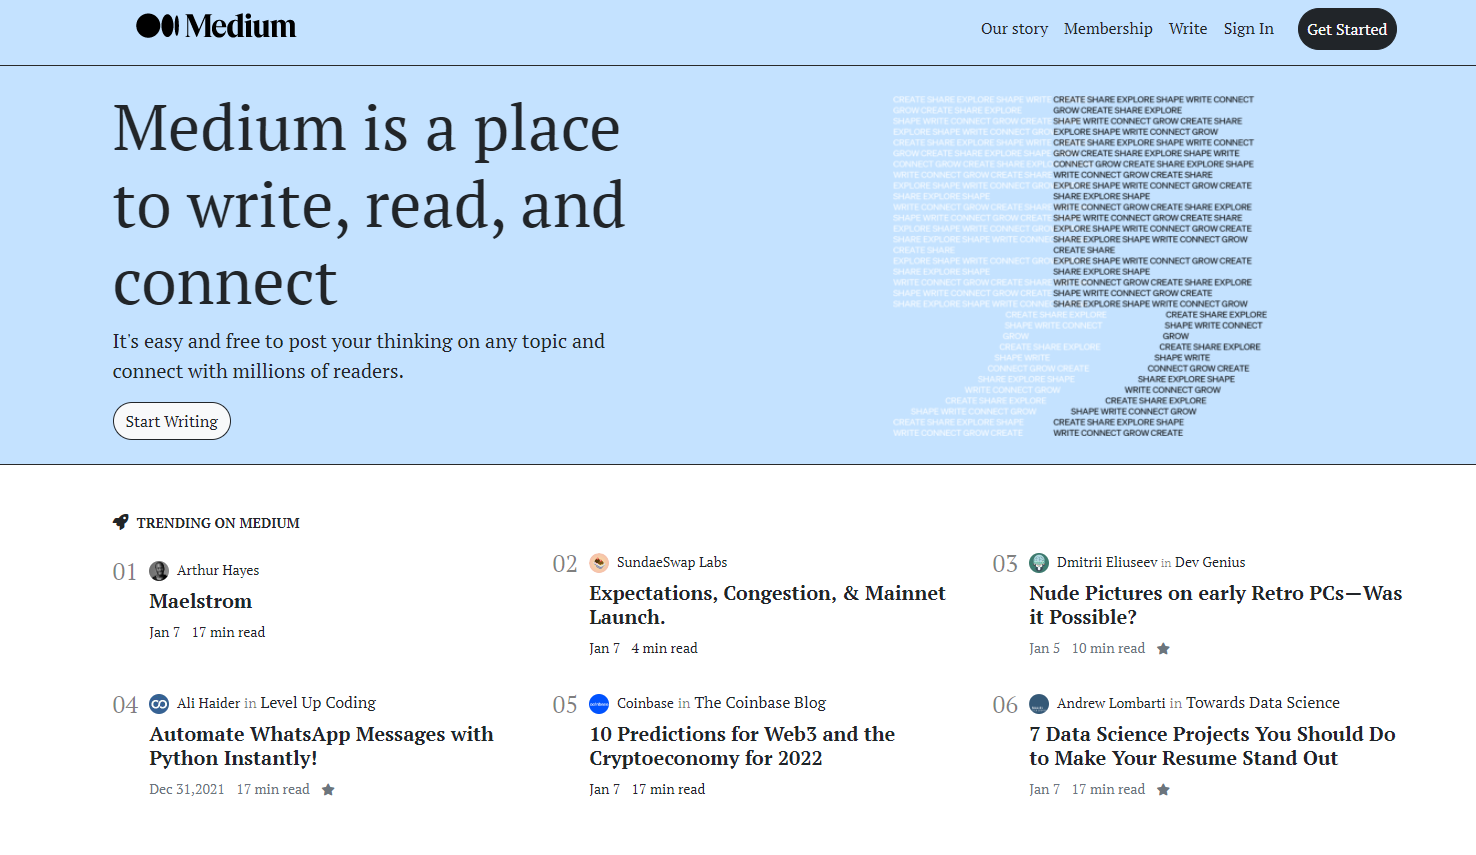 Medium
Our story Membership Write Sign In Get Started
Medium is a place
to write, read, and
connect
It's easy and free to post your thinking on any topic and
connect with millions of readers.
Start Writing
CREATE SHARE EXPLORE SHAPE WRITE CONNECT
GROW CREATE SHARE EXPLORE
SHAPE WRITE CONNECT GROW CREATE SHARE
EXPLORE SHAPE WRITE CONNECT GROW
CREATE SHARE EXPLORE SHAPE WRITE CONNECT
GROW CREATE SHARE EXPLORE SHAPE WRITE
CONNECT GROW CREATE SHARE EXPLORE SHAPE
WRITE CONNECT GROW CREATE SHARE
EXPLORE SHAPE WRITE CONNECT GROW CREATE
SHARE EXPLORE SHAPE
WRITE CONNECT GROW CREATE SHARE EXPLORE
SHAPE WRITE CONNECT GROW CREATE SHARE
EXPLORE SHAPE WRITE CONNECT GROW CREATE
SHARE EXPLORE SHAPE WRITE CONNECT GROW
CREATE SHARE
EXPLORE SHAPE WRITE CONNECT GROW CREATE
SHARE EXPLORE SHAPE
WRITE CONNECT GROW CREATE SHARE EXPLORE
SHAPE WRITE CONNECT GROW CREATE
SHARE EXPLORE SHAPE WRITE CONNECT GROW
CREATE SHARE EXPLORE
SHAPE WRITE CONNECT
GROW
CREATE SHARE EXPLORE
SHAPE WRITE
CONNECT GROW CREATE
SHARE EXPLORE SHAPE
WRITE CONNECT GROW
CREATE SHARE EXPLORE
SHAPE WRITE CONNECT GROW
CREATE SHARE EXPLORE SHAPE
WRITE CONNECT GROW CREATE
TRENDING ON MEDIUM
01 Arthur Hayes
Maelstrom
Jan 7 17 min read
02 SundaeSwap Labs
Expectations, Congestion, & Mainnet
Launch.
Jan 7 4 min read
03 Dmitrii Eliuseev in Dev Genius
Nude Pictures on early Retro PCs—Was
it Possible?
Jan 5 10 min read
04 Ali Haider in Level Up Coding
Automate WhatsApp Messages with
Python Instantly!
Dec 31,2021 17 min read
05 Coinbase in The Coinbase Blog
10 Predictions for Web3 and the
Cryptoeconomy for 2022
Jan 7 17 min read
06 Andrew Lombarti in Towards Data Science
7 Data Science Projects You Should Do
to Make Your Resume Stand Out
Jan 7 17 min read